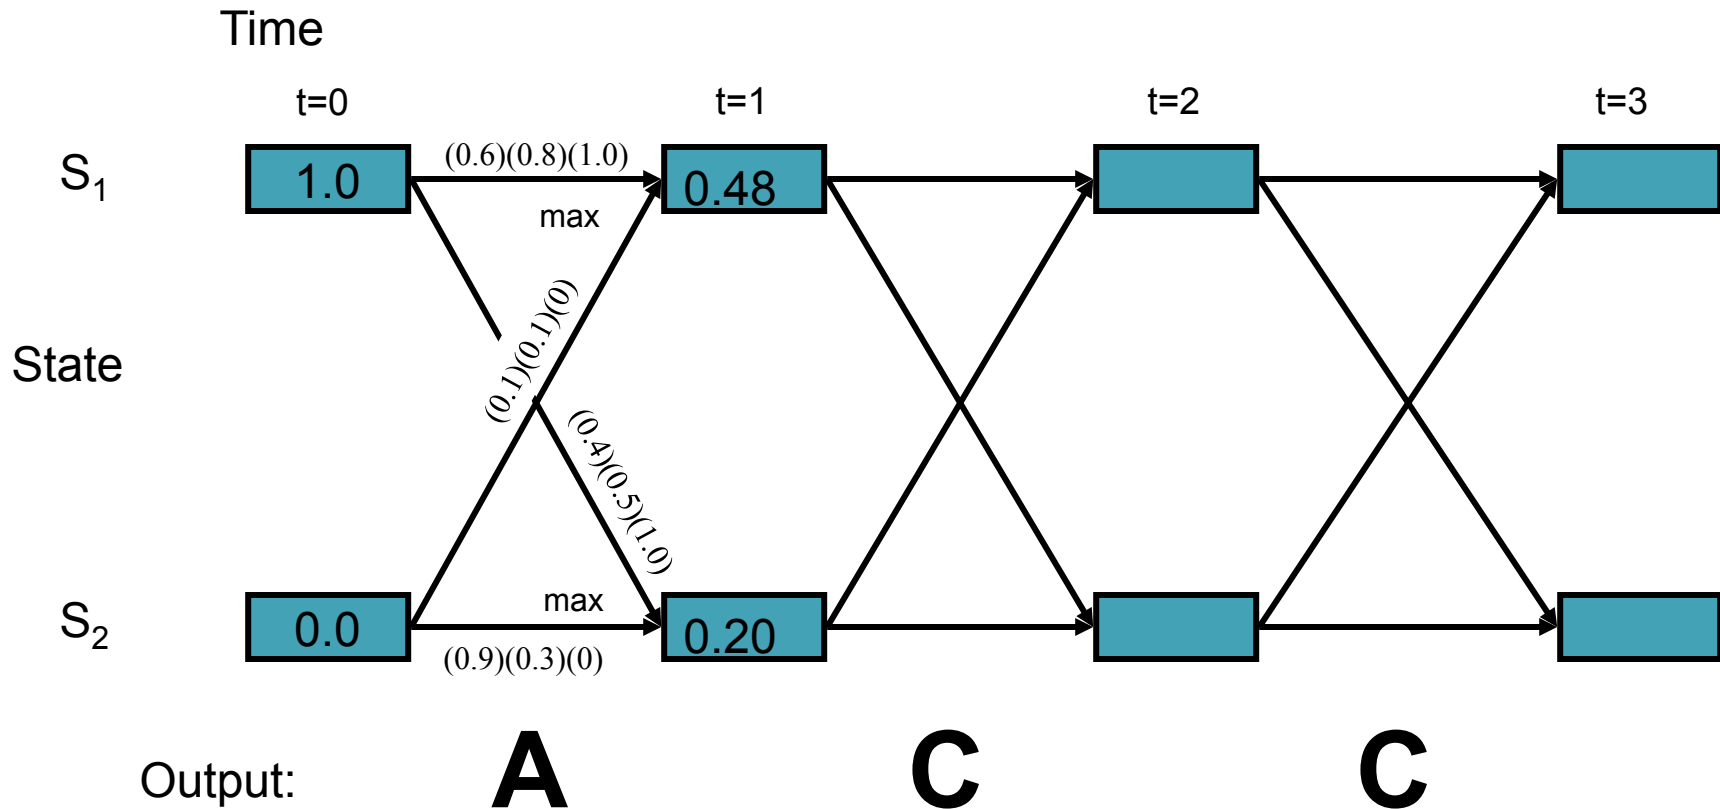 Time
t=0 t=1 t=2 t=3
S1 1.0 (0.6)(0.8)(1.0) 0.48
max
(0.1)(0.1)(0)
State
(0.4)(0.5)(1.0)
max
S2 0.0 0.20
(0.9)(0.3)(0)
Output: A C C